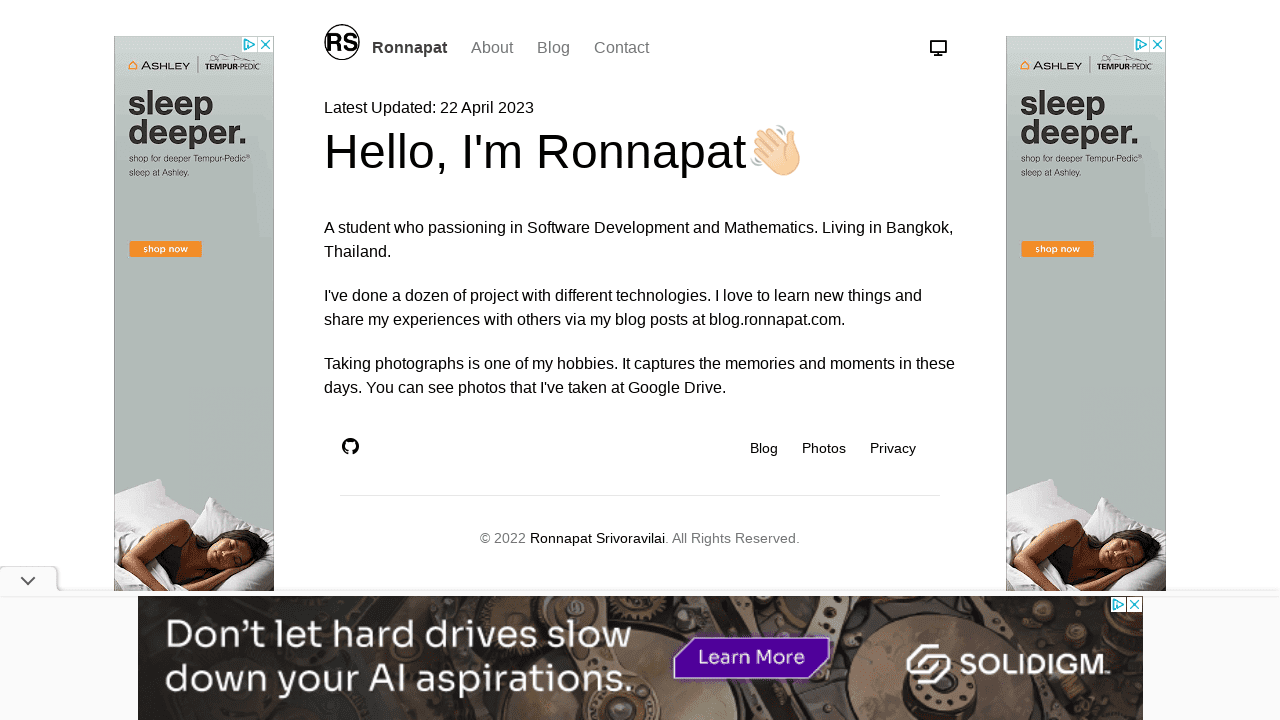 RS
Ronnapat
About
Blog
Contact
Latest Updated: 22 April 2023
Hello, I'm Ronnapat
A student who passioning in Software Development and Mathematics. Living in Bangkok,
Thailand.
I've done a dozen of project with different technologies. I love to learn new things and
share my experiences with others via my blog posts at blog.ronnapat.com.
Taking photographs is one of my hobbies. It captures the memories and moments in these
days. You can see photos that I've taken at Google Drive.
Blog
Photos
Privacy
© 2022 Ronnapat Srivoravilai. All Rights Reserved.
ASHLEY
TEMPUR-PEDIC
sleep
deeper.
shop for deeper Tempur-Pedic®
sleep at Ashley.
shop now
ASHLEY
TEMPUR-PEDIC
sleep
deeper.
shop for deeper Tempur-Pedic®
sleep at Ashley.
shop now
Don't let hard drives slow
down your AI aspirations.
Learn More
SOLIDIGM